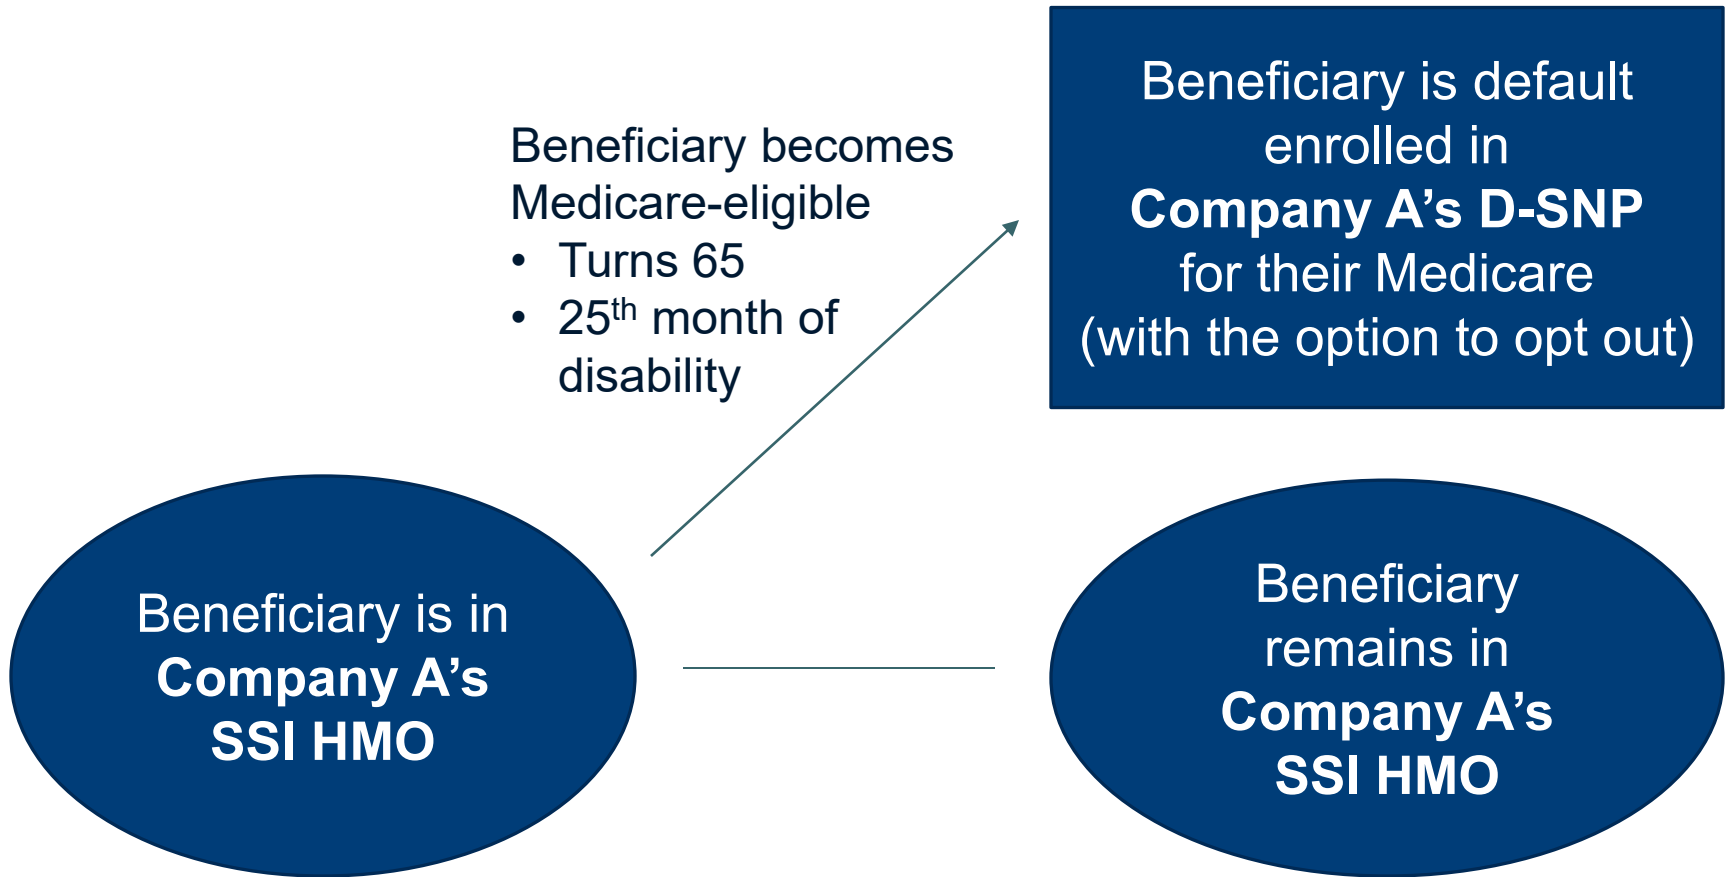 Beneficiary becomes
Medicare-eligible
• Turns 65
• 25th month of
disability
Beneficiary is default
enrolled in
Company A’s D-SNP
for their Medicare
(with the option to opt out)
Beneficiary is in
Company A’s
SSI HMO
Beneficiary
remains in
Company A’s
SSI HMO